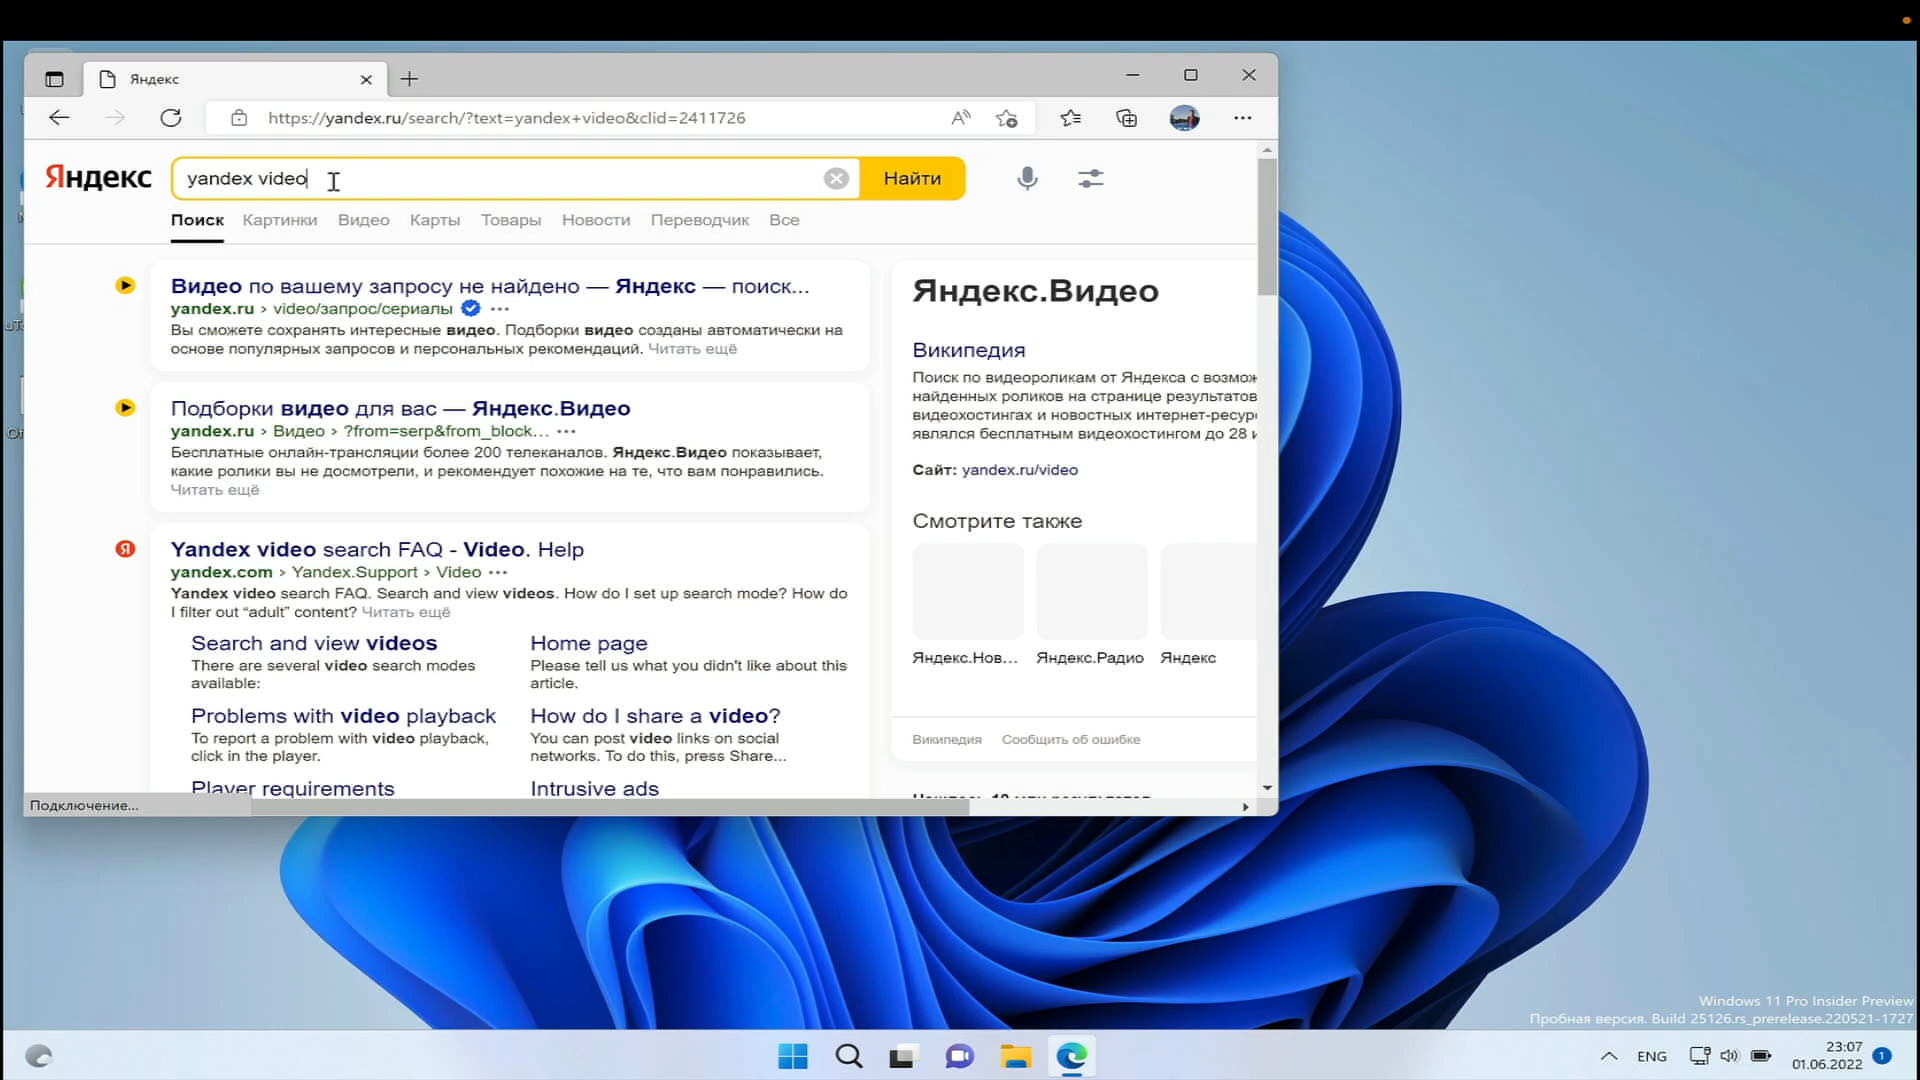 Яндекс
https://yandex.ru/search/?text=yandex+video&clid=2411726
Яндекс
yandex video
Найти
Поиск Картинки Видео Карты Товары Новости Переводчик Все
Видео по вашему запросу не найдено — Яндекс — поиск...
yandex.ru › video/запрос/сериалы
Вы сможете сохранять интересные видео. Подборки видео созданы автоматически на
основе популярных запросов и персональных рекомендаций. Читать ещё
Подборки видео для вас — Яндекс.Видео
yandex.ru › Видео › ?from=serp&from_block...
Бесплатные онлайн-трансляции более 200 телеканалов. Яндекс.Видео показывает,
какие ролики вы не досмотрели, и рекомендует похожие на те, что вам понравились.
Читать ещё
Yandex video search FAQ - Video. Help
yandex.com › Yandex.Support › Video
Yandex video search FAQ. Search and view videos. How do I set up search mode? How do
I filter out “adult” content? Читать ещё
Search and view videos
There are several video search modes
available:
Home page
Please tell us what you didn't like about this
article.
Problems with video playback
To report a problem with video playback,
click in the player.
How do I share a video?
You can post video links on social
networks. To do this, press Share...
Player requirements
Intrusive ads
Яндекс.Видео
Википедия
Поиск по видеороликам от Яндекса с возмож
найденных роликов на странице результатов
видеохостингах и новостных интернет-ресур
являлся бесплатным видеохостингом до 28 и
Сайт: yandex.ru/video
Смотрите также
Яндекс.Нов... Яндекс.Радио Яндекс
Википедия Сообщить об ошибке
Подключение...
Windows 11 Pro Insider Preview
Пробная версия. Build 25126.rs_prerelease.220521-1727
ENG
23:07
01.06.2022
1